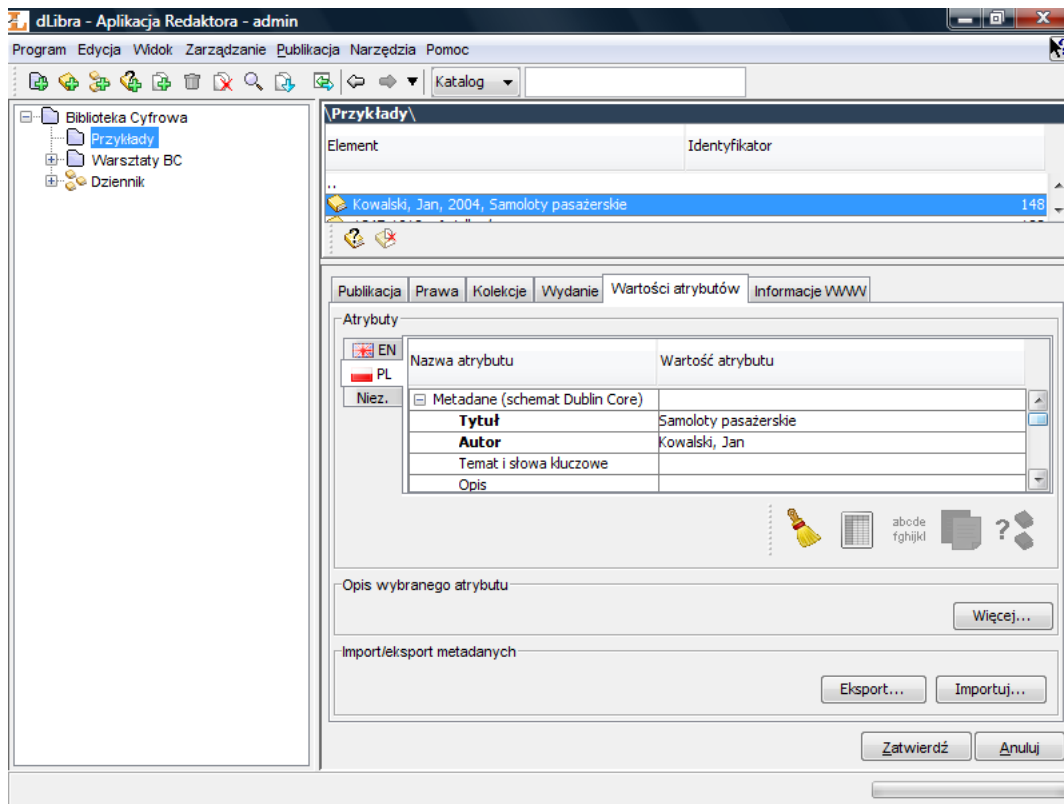 dLibra - Aplikacja Redaktora - admin
Program Edycja Widok Zarządzanie Publikacja Narzędzia Pomoc
Katalog
Biblioteka Cyfrowa
Przykłady
Warsztaty BC
Dziennik
\Przykłady\
Element Identyfikator
..
Kowalski, Jan, 2004, Samoloty pasażerskie 148
Publikacja Prawa Kolekcje Wydanie Wartości atrybutów Informacje WWW
Atrybuty
EN
PL
Niez.
Nazwa atrybutu Wartość atrybutu
Metadane (schemat Dublin Core)
Tytuł Samoloty pasażerskie
Autor Kowalski, Jan
Temat i słowa kluczowe
Opis
abcde
fghijkl
?
Opis wybranego atrybutu
Więcej...
Import/eksport metadanych
Eksport... Importuj...
Zatwierdź Anuluj